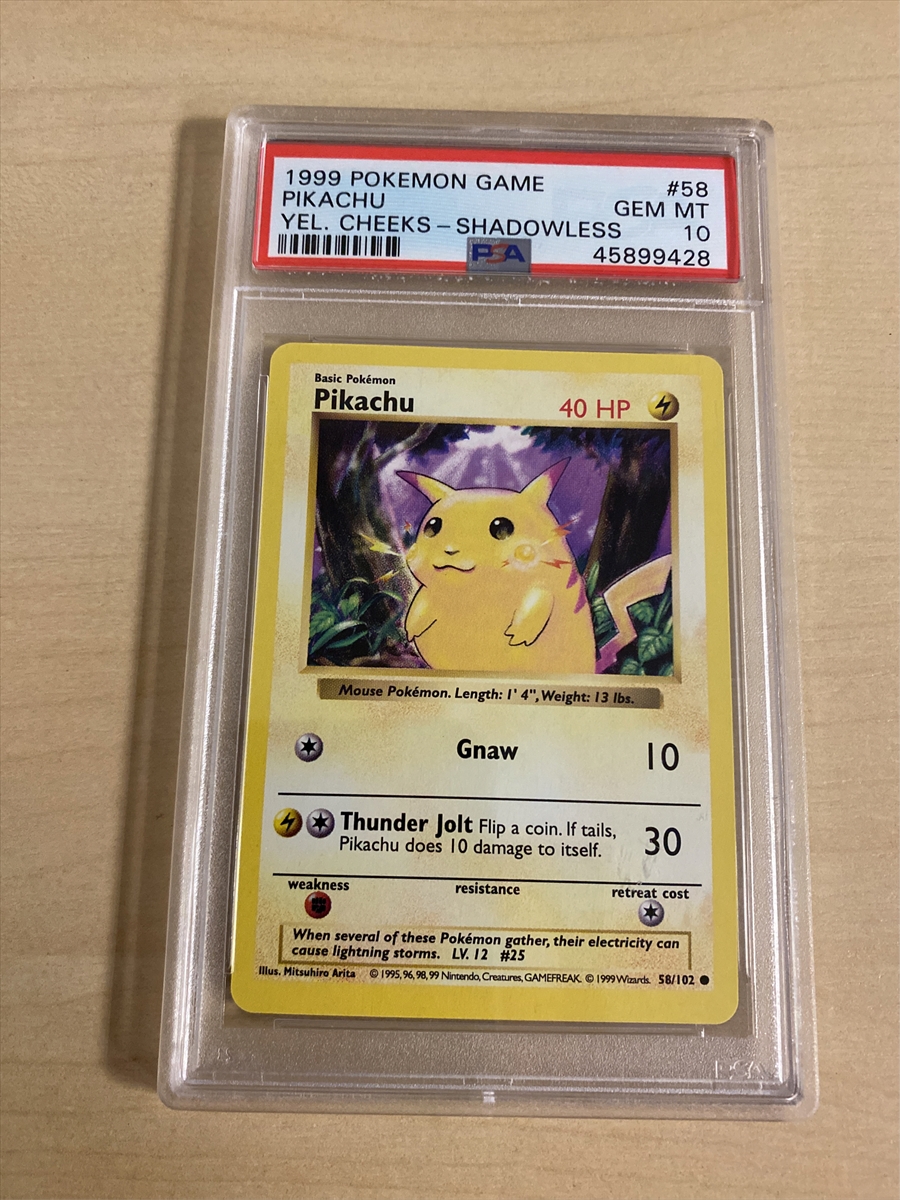 1999 POKEMON GAME #58
PIKACHU GEM MT
YEL. CHEEKS – SHADOWLESS 10
PSA 45899428
Basic Pokémon
Pikachu 40 HP
Mouse Pokémon. Length: 1' 4", Weight: 13 lbs.
Gnaw 10
Thunder Jolt Flip a coin. If tails,
Pikachu does 10 damage to itself. 30
weakness resistance retreat cost
When several of these Pokémon gather, their electricity can
cause lightning storms. LV. 12 #25
Illus. Mitsuhiro Arita © 1995, 96, 98, 99 Nintendo, Creatures, GAMEFREAK. © 1999 Wizards. 58/102 ●
PSA